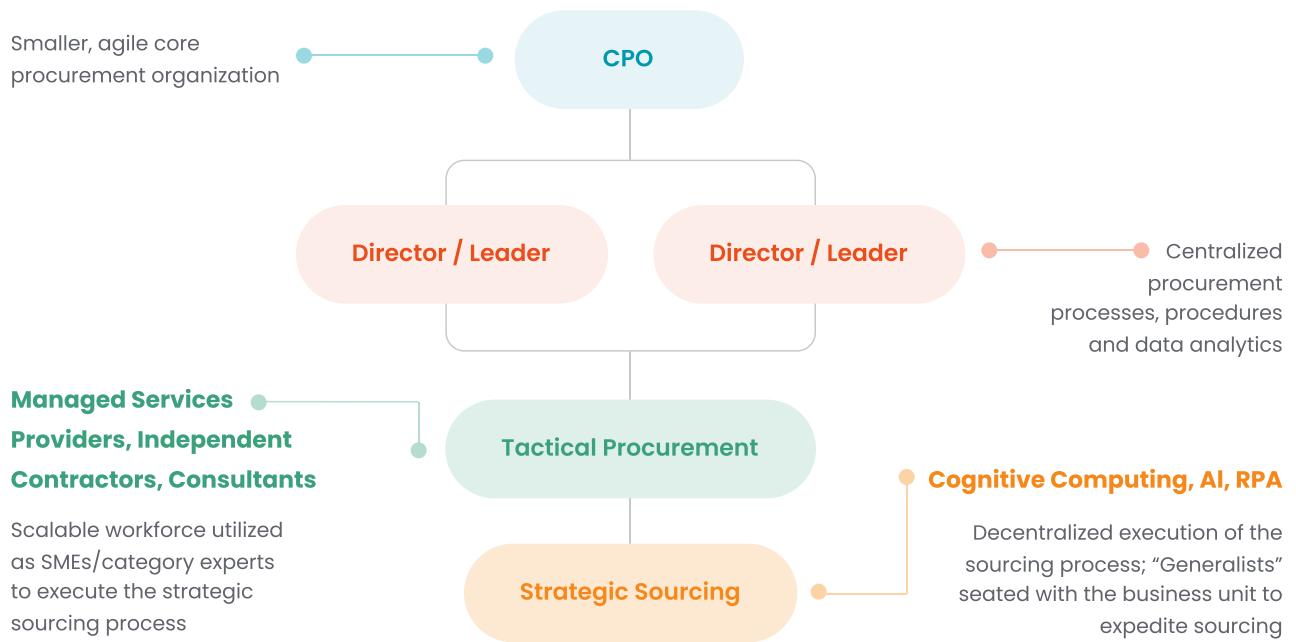 Smaller, agile core
procurement organization
CPO
Director / Leader
Director / Leader
Centralized
procurement
processes, procedures
and data analytics
Managed Services
Providers, Independent
Contractors, Consultants
Scalable workforce utilized
as SMEs/category experts
to execute the strategic
sourcing process
Tactical Procurement
Cognitive Computing, AI, RPA
Decentralized execution of the
sourcing process; “Generalists”
seated with the business unit to
expedite sourcing
Strategic Sourcing